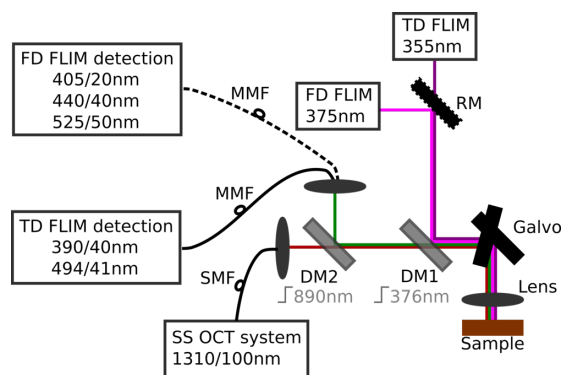 TD FLIM
355nm
FD FLIM detection
405/20nm
440/40nm
525/50nm
MMF
FD FLIM
375nm
RM
MMF
TD FLIM detection
390/40nm
494/41nm
Galvo
SMF
DM2
890nm
DM1
376nm
Lens
SS OCT system
1310/100nm
Sample